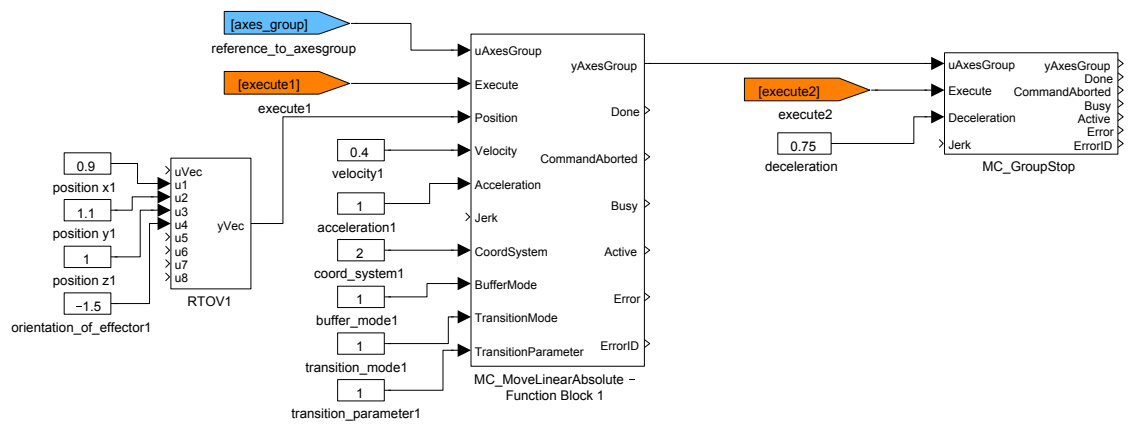 [axes_group]
reference_to_axesgroup
[execute1]
execute1
0.9
position x1
1.1
position y1
1
position z1
−1.5
orientation_of_effector1
uVec
u1
u2
u3
u4
u5
u6
u7
u8
yVec
RTOV1
0.4
velocity1
1
acceleration1
2
coord_system1
1
buffer_mode1
1
transition_mode1
1
transition_parameter1
uAxesGroup
Execute
Position
Velocity
Acceleration
Jerk
CoordSystem
BufferMode
TransitionMode
TransitionParameter
yAxesGroup
Done
CommandAborted
Busy
Active
Error
ErrorID
MC_MoveLinearAbsolute −
Function Block 1
[execute2]
execute2
0.75
deceleration
uAxesGroup
Execute
Deceleration
Jerk
yAxesGroup
Done
CommandAborted
Busy
Active
Error
ErrorID
MC_GroupStop